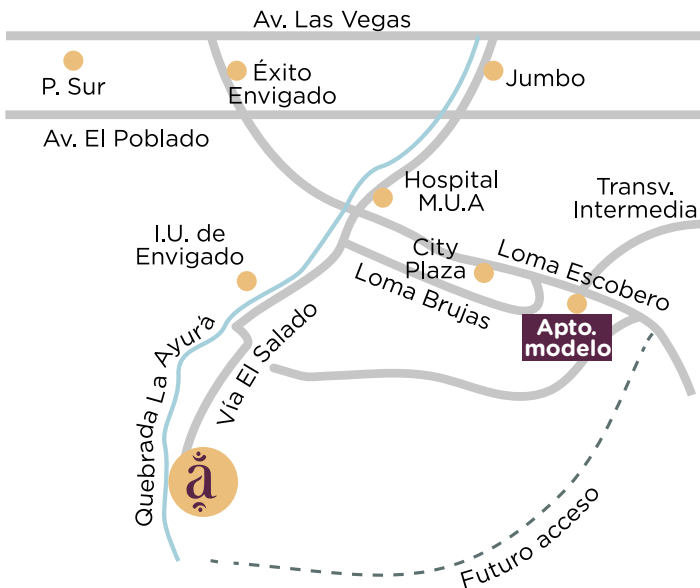 Av. Las Vegas
P. Sur
Éxito
Envigado
Jumbo
Av. El Poblado
Hospital
M.U.A
Transv.
Intermedia
I.U. de
Envigado
City
Plaza
Loma Escobero
Loma Brujas
Apto.
modelo
Quebrada La Ayur'à
Vía El Salado
ă
Futuro acceso